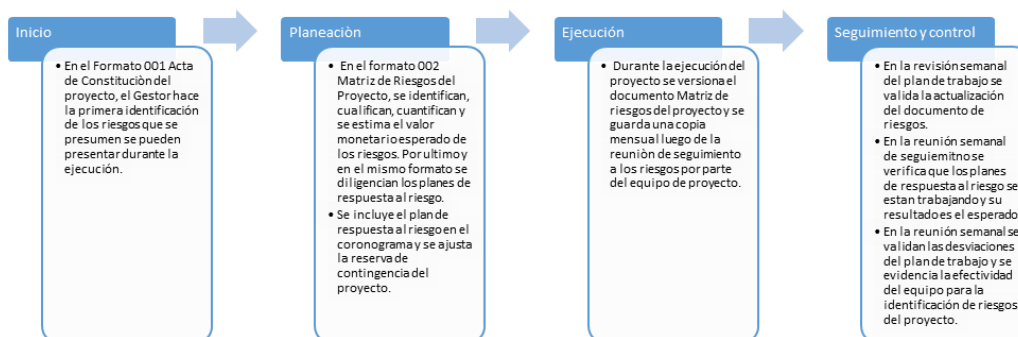 Inicio
• En el Formato 001 Acta
de Constituciòn del
proyecto, el Gestor hace
la primera identificación
de los riesgos que se
presumen se pueden
presentar durante la
ejecución.
Planeaciòn
• En el formato 002
Matriz de Riesgos del
Proyecto, se identifican,
cualifican, cuantifican y
se estima el valor
monetario esperado de
los riesgos. Por ultimo y
en el mismo formato se
diligencian los planes de
respuesta al riesgo.
• Se incluye el plan de
respuesta al riesgo en el
coronograma y se ajusta
la reserva de
contingencia del
proyecto.
Ejecución
• Durante la ejecución del
proyecto se versiona el
documento Matriz de
riesgos del proyecto y se
guarda una copia
mensual luego de la
reuniòn de seguimiento
a los riesgos por parte
del equipo de proyecto.
Seguimiento y control
• En la revisión semanal
del plan de trabajo se
valida la actualización
del documento de
riesgos.
• En la reunión semanal
de seguiemitno se
verifica que los planes
de respuesta al riesgo se
estan trabajando y su
resultado es el esperado
• En la reunión semanal se
validan las desviaciones
del plan de trabajo y se
evidencia la efectividad
del equipo para la
identificación de riesgos
del proyecto.